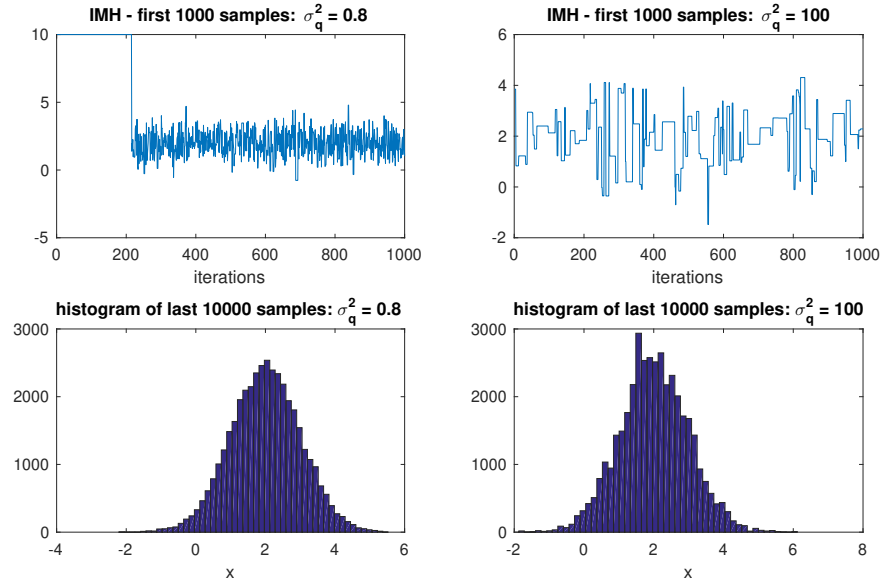 IMH - first 1000 samples: σ_q^2 = 0.8
10
5
0
-5
0 200 400 600 800 1000
iterations
IMH - first 1000 samples: σ_q^2 = 100
6
4
2
0
-2
0 200 400 600 800 1000
iterations
histogram of last 10000 samples: σ_q^2 = 0.8
3000
2000
1000
0
-4 -2 0 2 4 6
x
histogram of last 10000 samples: σ_q^2 = 100
3000
2000
1000
0
-2 0 2 4 6 8
x